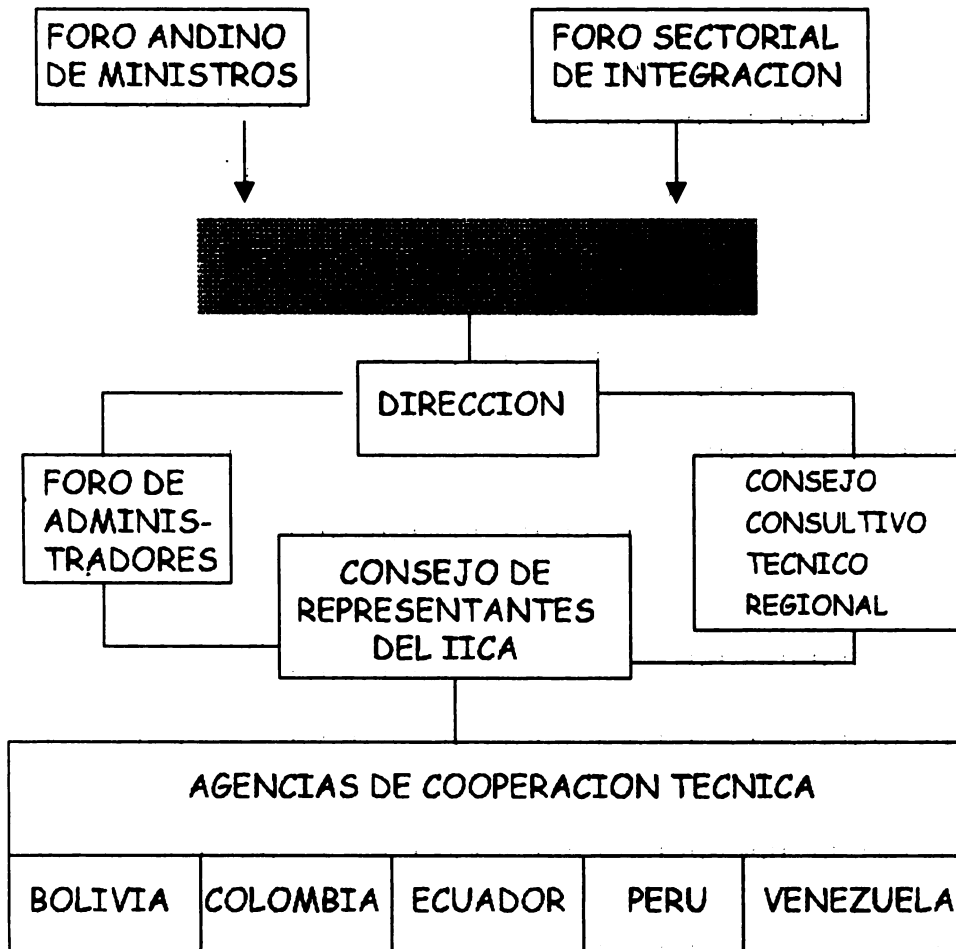 FORO ANDINO
DE MINISTROS
FORO SECTORIAL
DE INTEGRACION
DIRECCION
FORO DE
ADMINIS-
TRADORES
CONSEJO
CONSULTIVO
TECNICO
REGIONAL
CONSEJO DE
REPRESENTANTES
DEL IICA
AGENCIAS DE COOPERACION TECNICA
BOLIVIA COLOMBIA ECUADOR PERU VENEZUELA